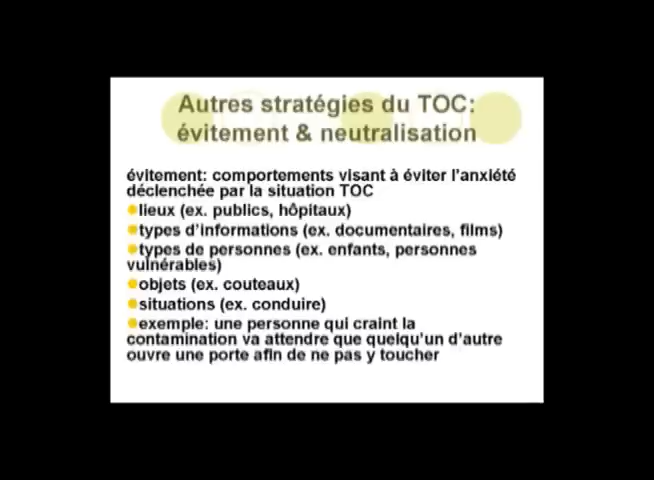 Autres stratégies du TOC:
évitement & neutralisation
évitement: comportements visant à éviter l'anxiété
déclenchée par la situation TOC
lieux (ex. publics, hôpitaux)
types d'informations (ex. documentaires, films)
types de personnes (ex. enfants, personnes
vulnérables)
objets (ex. couteaux)
situations (ex. conduire)
exemple: une personne qui craint la
contamination va attendre que quelqu'un d'autre
ouvre une porte afin de ne pas y toucher